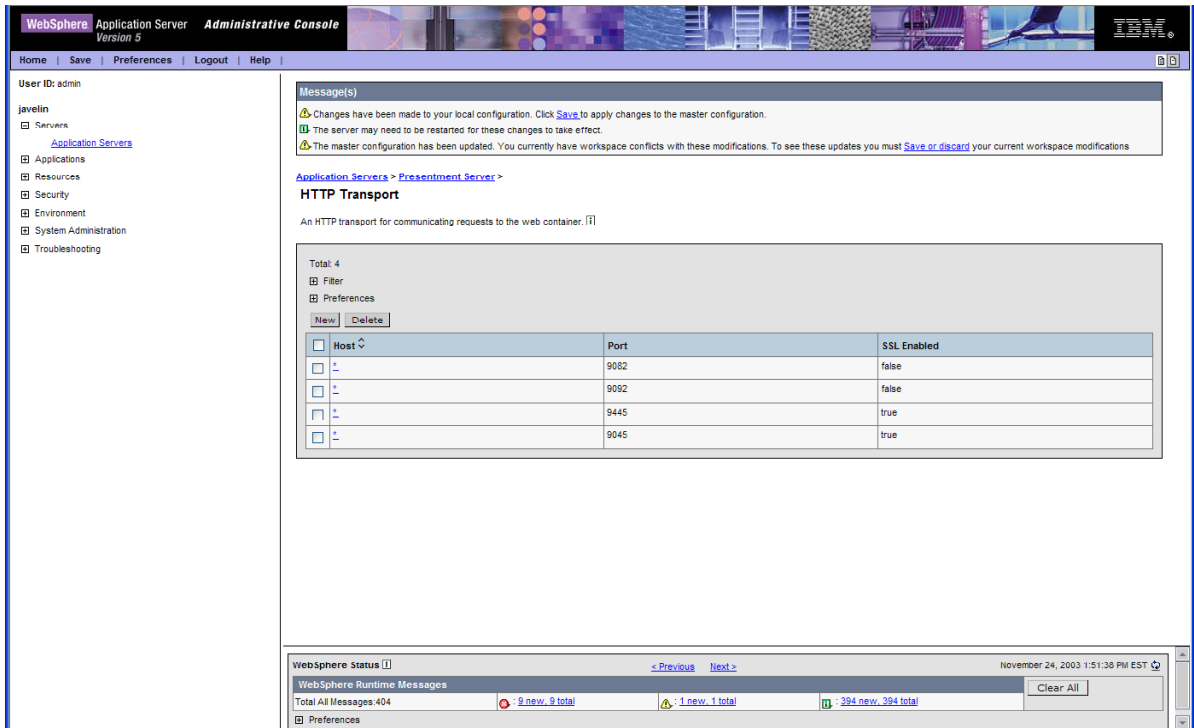 WebSphere Application Server Administrative Console
Version 5
IBM.
Home | Save | Preferences | Logout | Help |
User ID: admin
javelin
Servers
Application Servers
Applications
Resources
Security
Environment
System Administration
Troubleshooting
Message(s)
Changes have been made to your local configuration. Click Save to apply changes to the master configuration.
The server may need to be restarted for these changes to take effect.
The master configuration has been updated. You currently have workspace conflicts with these modifications. To see these updates you must Save or discard your current workspace modifications
Application Servers > Presentment Server >
HTTP Transport
An HTTP transport for communicating requests to the web container. i
Total: 4
Filter
Preferences
New Delete
Host Port SSL Enabled
* 9082 false
* 9092 false
* 9445 true
* 9045 true
WebSphere Status i < Previous Next > November 24, 2003 1:51:38 PM EST
WebSphere Runtime Messages Clear All
Total All Messages:404 : 9 new, 9 total : 1 new, 1 total : 394 new, 394 total
Preferences